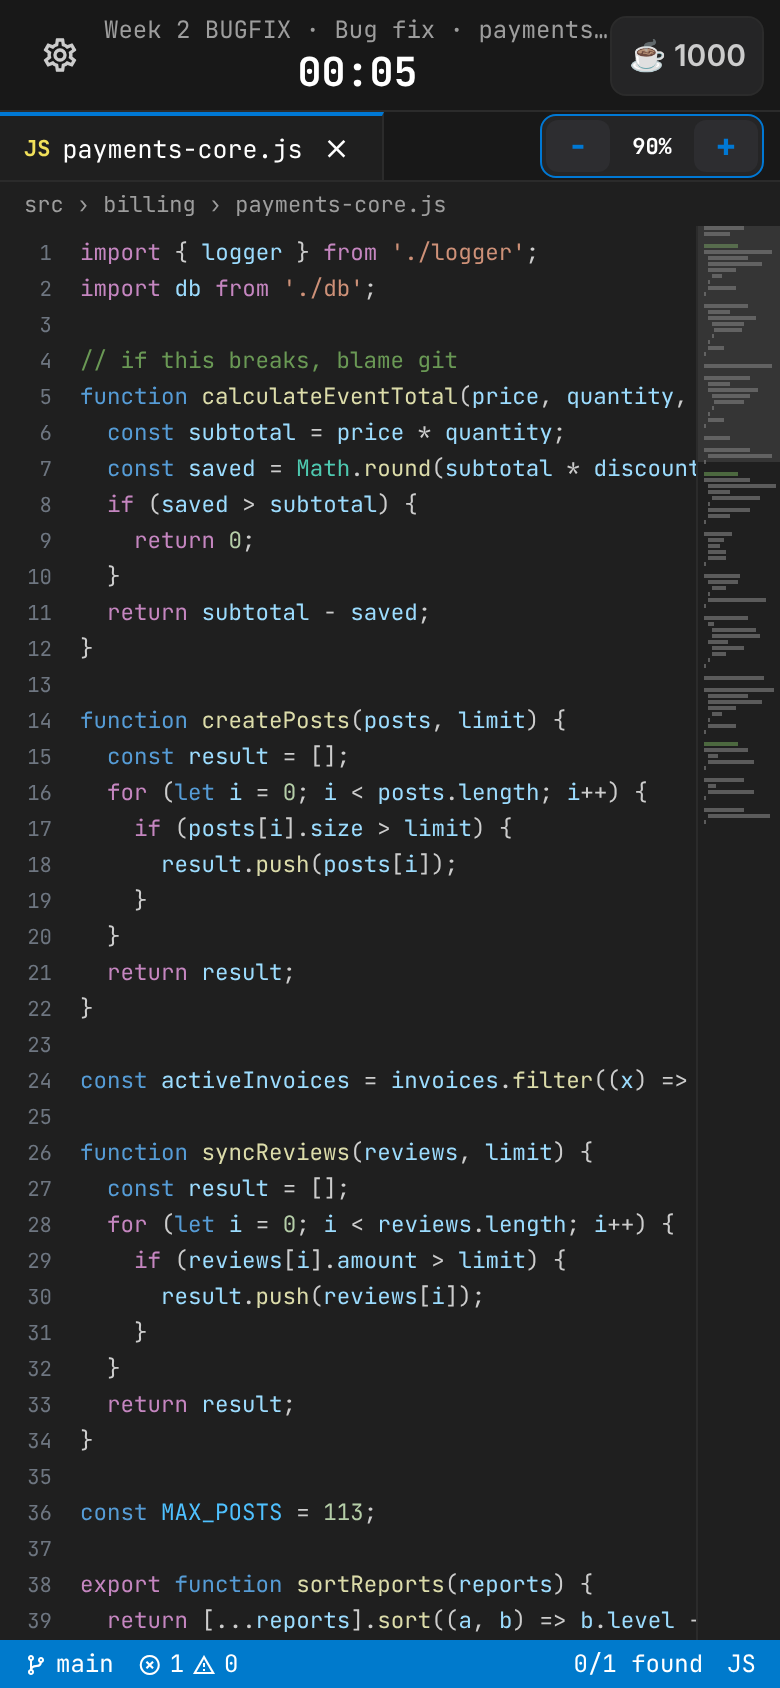 Week 2 BUGFIX · Bug fix · payments…
00:05
☕ 1000
JS payments-core.js ×
- 90% +
src › billing › payments-core.js
1 import { logger } from './logger';
2 import db from './db';
3
4 // if this breaks, blame git
5 function calculateEventTotal(price, quantity,
6   const subtotal = price * quantity;
7   const saved = Math.round(subtotal * discount
8   if (saved > subtotal) {
9     return 0;
10   }
11   return subtotal - saved;
12 }
13
14 function createPosts(posts, limit) {
15   const result = [];
16   for (let i = 0; i < posts.length; i++) {
17     if (posts[i].size > limit) {
18       result.push(posts[i]);
19     }
20   }
21   return result;
22 }
23
24 const activeInvoices = invoices.filter((x) =>
25
26 function syncReviews(reviews, limit) {
27   const result = [];
28   for (let i = 0; i < reviews.length; i++) {
29     if (reviews[i].amount > limit) {
30       result.push(reviews[i]);
31     }
32   }
33   return result;
34 }
35
36 const MAX_POSTS = 113;
37
38 export function sortReports(reports) {
39   return [...reports].sort((a, b) => b.level -
main 1 0 0/1 found JS